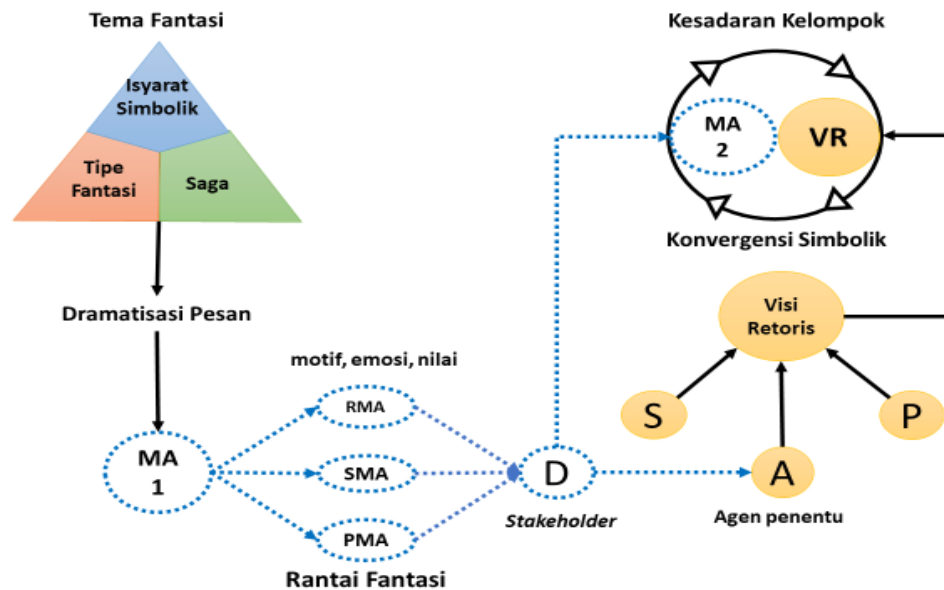 Tema Fantasi
Isyarat
Simbolik
Tipe
Fantasi
Saga
Dramatisasi Pesan
MA
1
motif, emosi, nilai
RMA
SMA
PMA
Rantai Fantasi
D
Stakeholder
Kesadaran Kelompok
MA
2
VR
Konvergensi Simbolik
Visi
Retoris
S
P
A
Agen penentu